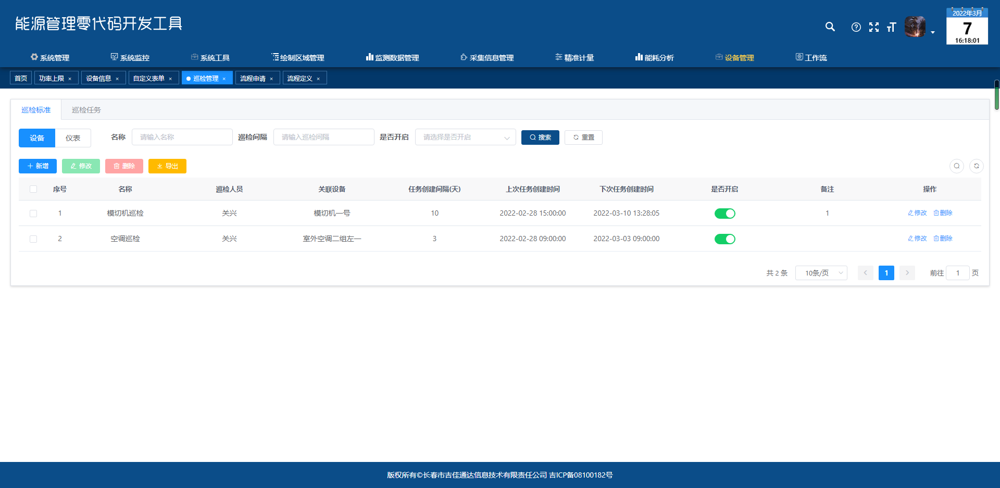 能源管理零代码开发工具
2022年3月
7
16:18:01
系统管理 系统监控 系统工具 绘制区域管理 监测数据管理 采集信息管理 精准计量 能耗分析 设备管理 工作流
首页 功率上限 × 设备信息 × 自定义表单 × 巡检管理 × 流程申请 × 流程定义 ×
巡检标准 巡检任务
设备 仪表 名称 请输入名称 巡检间隔 请输入巡检间隔 是否开启 请选择是否开启 搜索 重置
新增 修改 删除 导出
序号 名称 巡检人员 关联设备 任务创建间隔(天) 上次任务创建时间 下次任务创建时间 是否开启 备注 操作
1 模切机巡检 关兴 模切机一号 10 2022-02-28 15:00:00 2022-03-10 13:28:05 1 修改 删除
2 空调巡检 关兴 室外空调二组左一 3 2022-02-28 09:00:00 2022-03-03 09:00:00 修改 删除
共 2 条 10条/页 1 前往 1 页
版权所有©长春市吉佳通达信息技术有限责任公司 吉ICP备08100182号